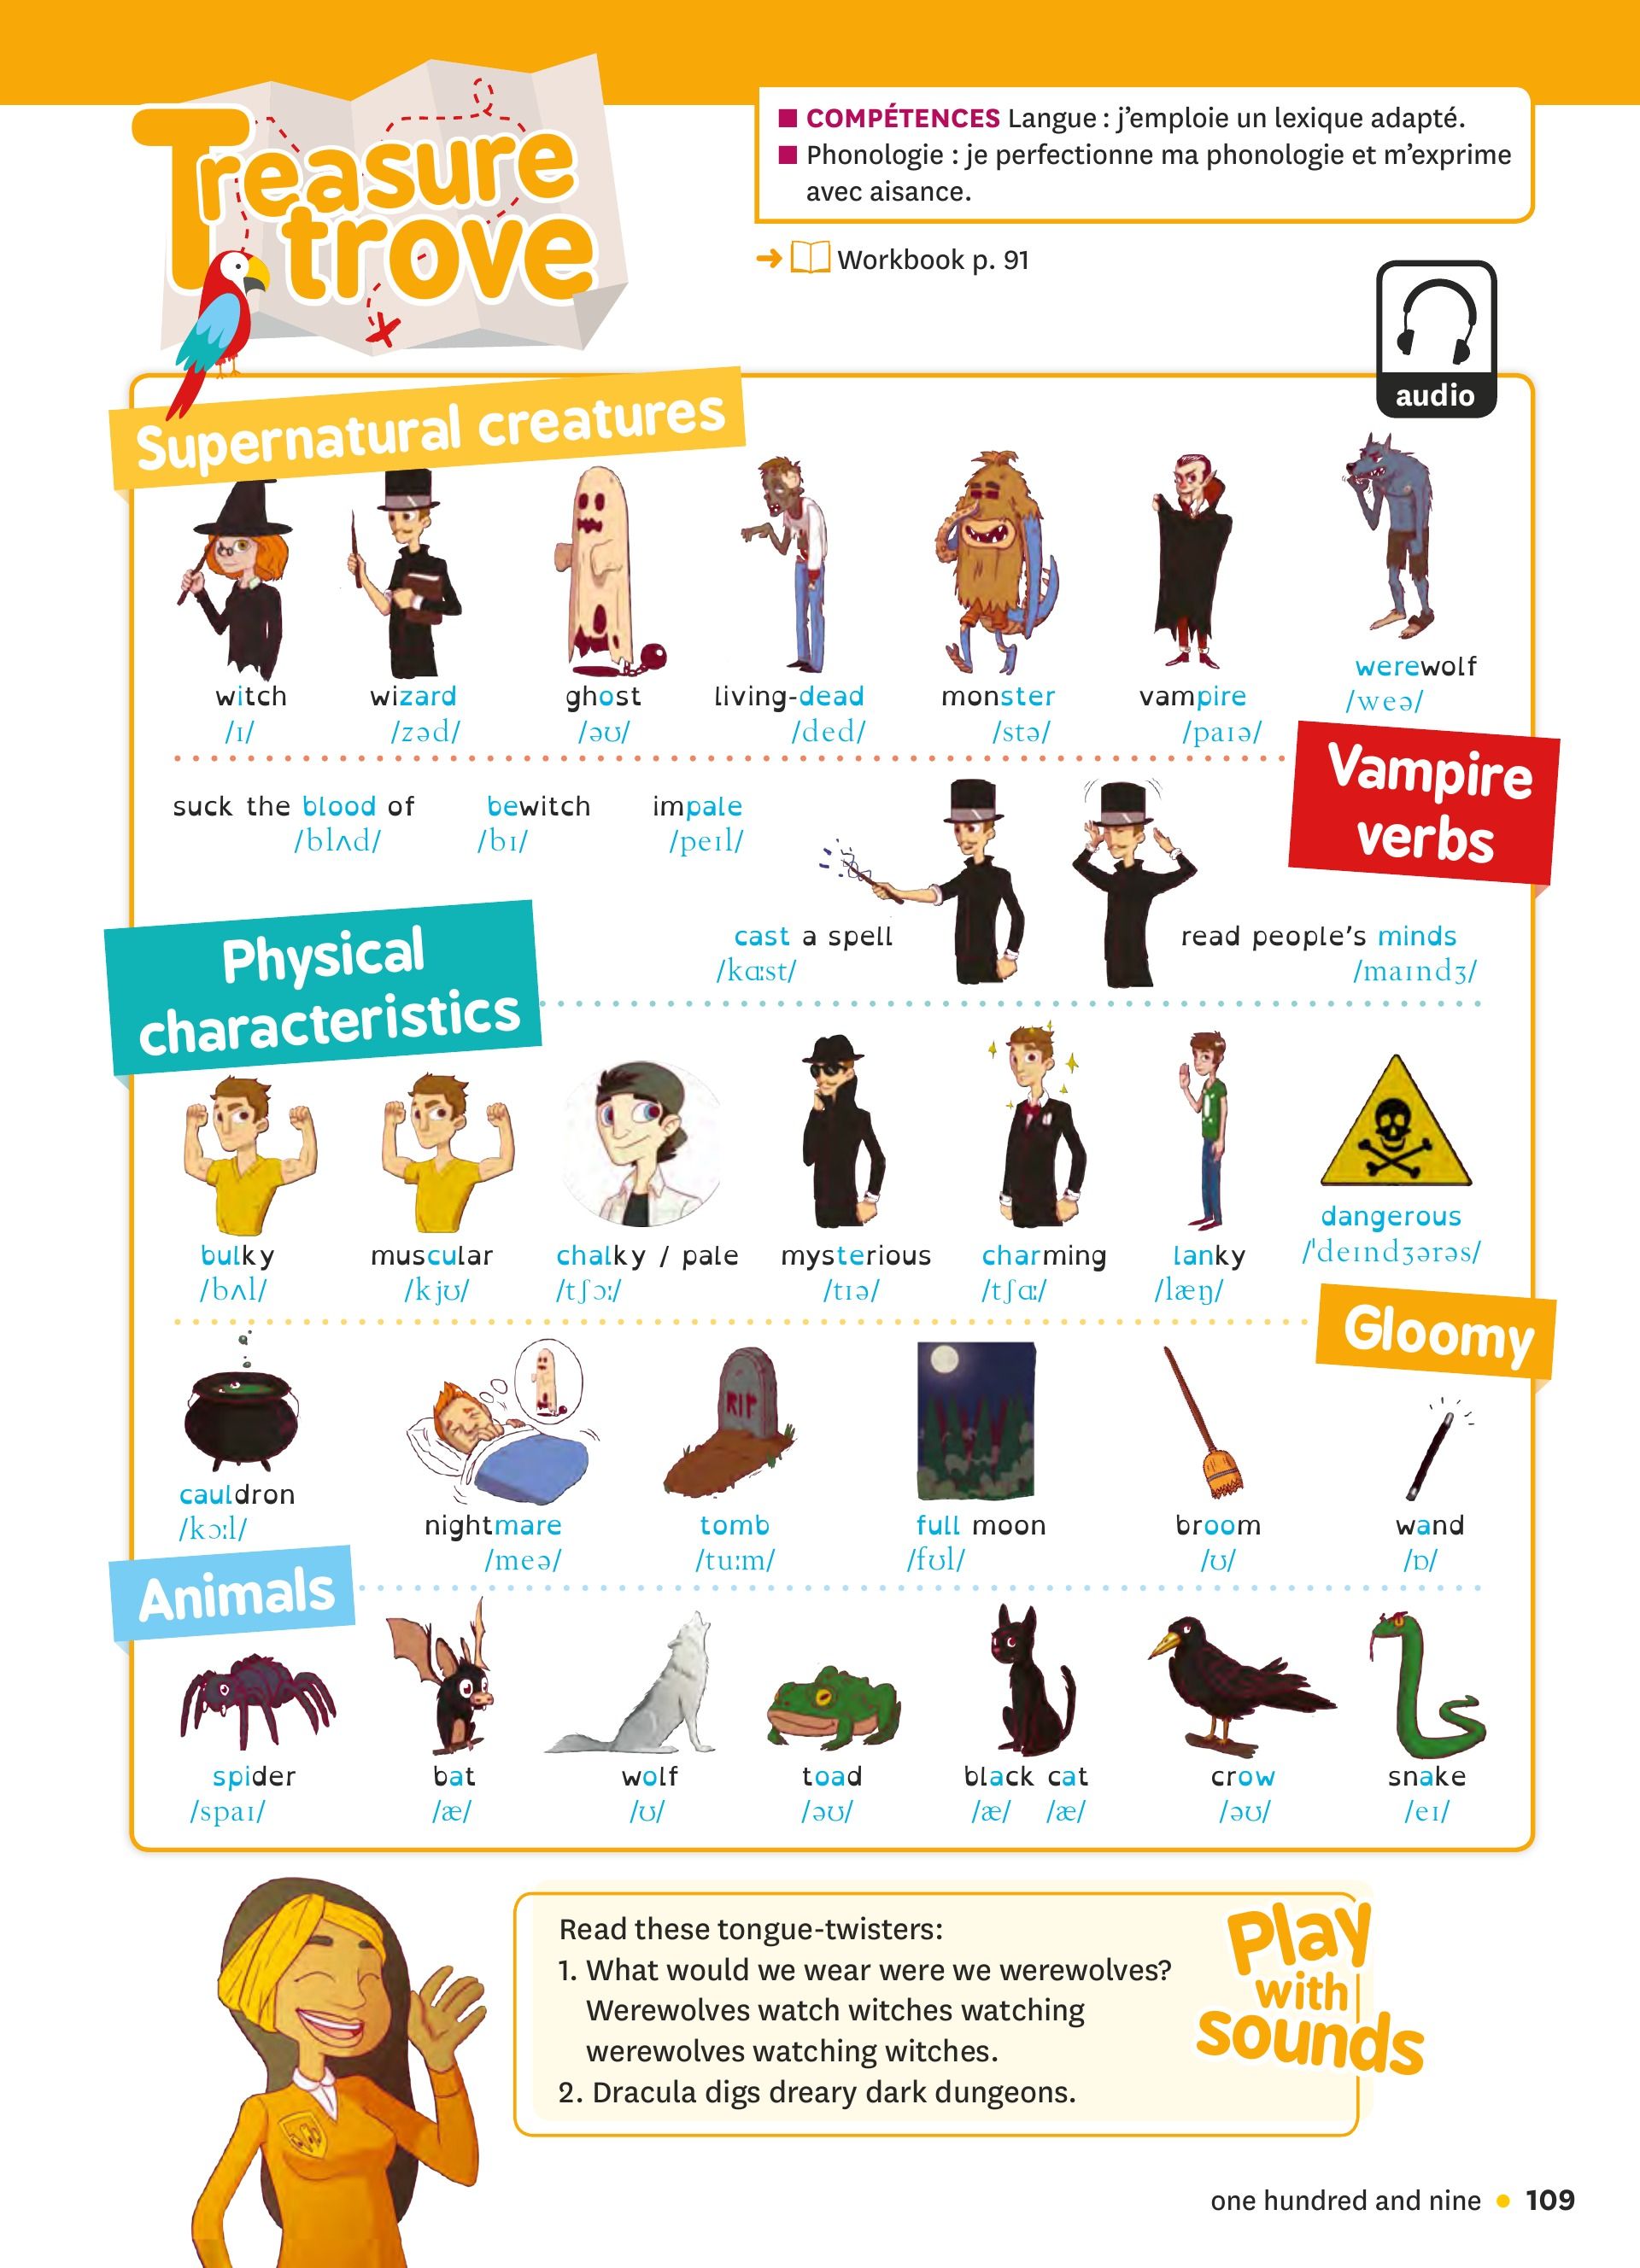 Treasure
trove
■ COMPÉTENCES Langue : j'emploie un lexique adapté.
■ Phonologie : je perfectionne ma phonologie et m'exprime
avec aisance.
➜ Workbook p. 91
audio
Supernatural creatures
witch wizard ghost living-dead monster vampire werewolf
/ɪ/ /zəd/ /əʊ/ /ded/ /stə/ /paɪə/ /weə/
Vampire
verbs
suck the blood of bewitch impale
/blʌd/ /bɪ/ /peɪl/
cast a spell read people's minds
/kɑːst/ /maɪndʒ/
Physical
characteristics
bulky muscular chalky / pale mysterious charming lanky dangerous
/bʌl/ /kjʊ/ /tʃɔː/ /tɪə/ /tʃɑː/ /læŋ/ /ˈdeɪndʒərəs/
Gloomy
RIP
cauldron nightmare tomb full moon broom wand
/kɔːl/ /meə/ /tuːm/ /fʊl/ /ʊ/ /ɒ/
Animals
spider bat wolf toad black cat crow snake
/spaɪ/ /æ/ /ʊ/ /əʊ/ /æ/ /æ/ /əʊ/ /eɪ/
Play
with
sounds
Read these tongue-twisters:
1. What would we wear were we werewolves?
Werewolves watch witches watching
werewolves watching witches.
2. Dracula digs dreary dark dungeons.
one hundred and nine • 109